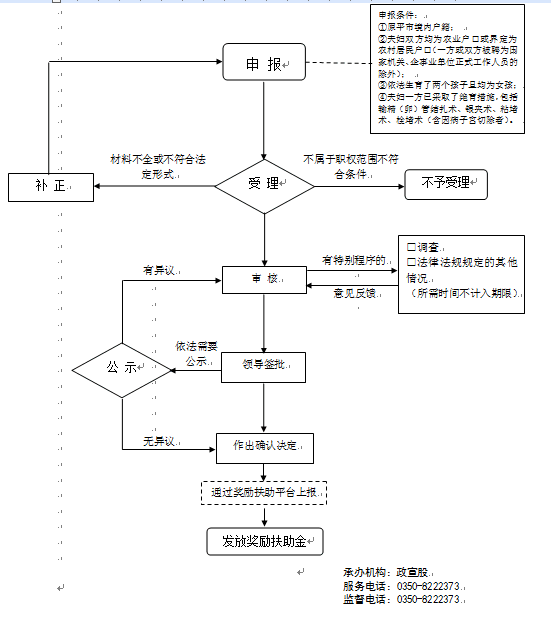 申报条件：
①原平市境内户籍；
②夫妇双方均为农业户口或界定为
农村居民户口(一方或双方被聘为国
家机关、企事业单位正式工作人员的
除外)；
③依法生育了两个孩子且均为女孩；
④夫妇一方已采取了绝育措施,包括
输精（卵）管结扎术、银夹术、粘堵
术、栓堵术（含因病子宫切除者）。
申 报
材料不全或不符合法
定形式
不属于职权范围不符
合条件
补 正
受 理
不予受理
有异议
审 核
有特别程序的
意见反馈
□调查
□法律法规规定的其他
情况
（所需时间不计入期限）
公 示
依法需要
公示
领导签批
无异议
作出确认决定
通过奖励扶助平台上报
发放奖励扶助金
承办机构：政宣股
服务电话：0350-8222373
监督电话：0350-8222373